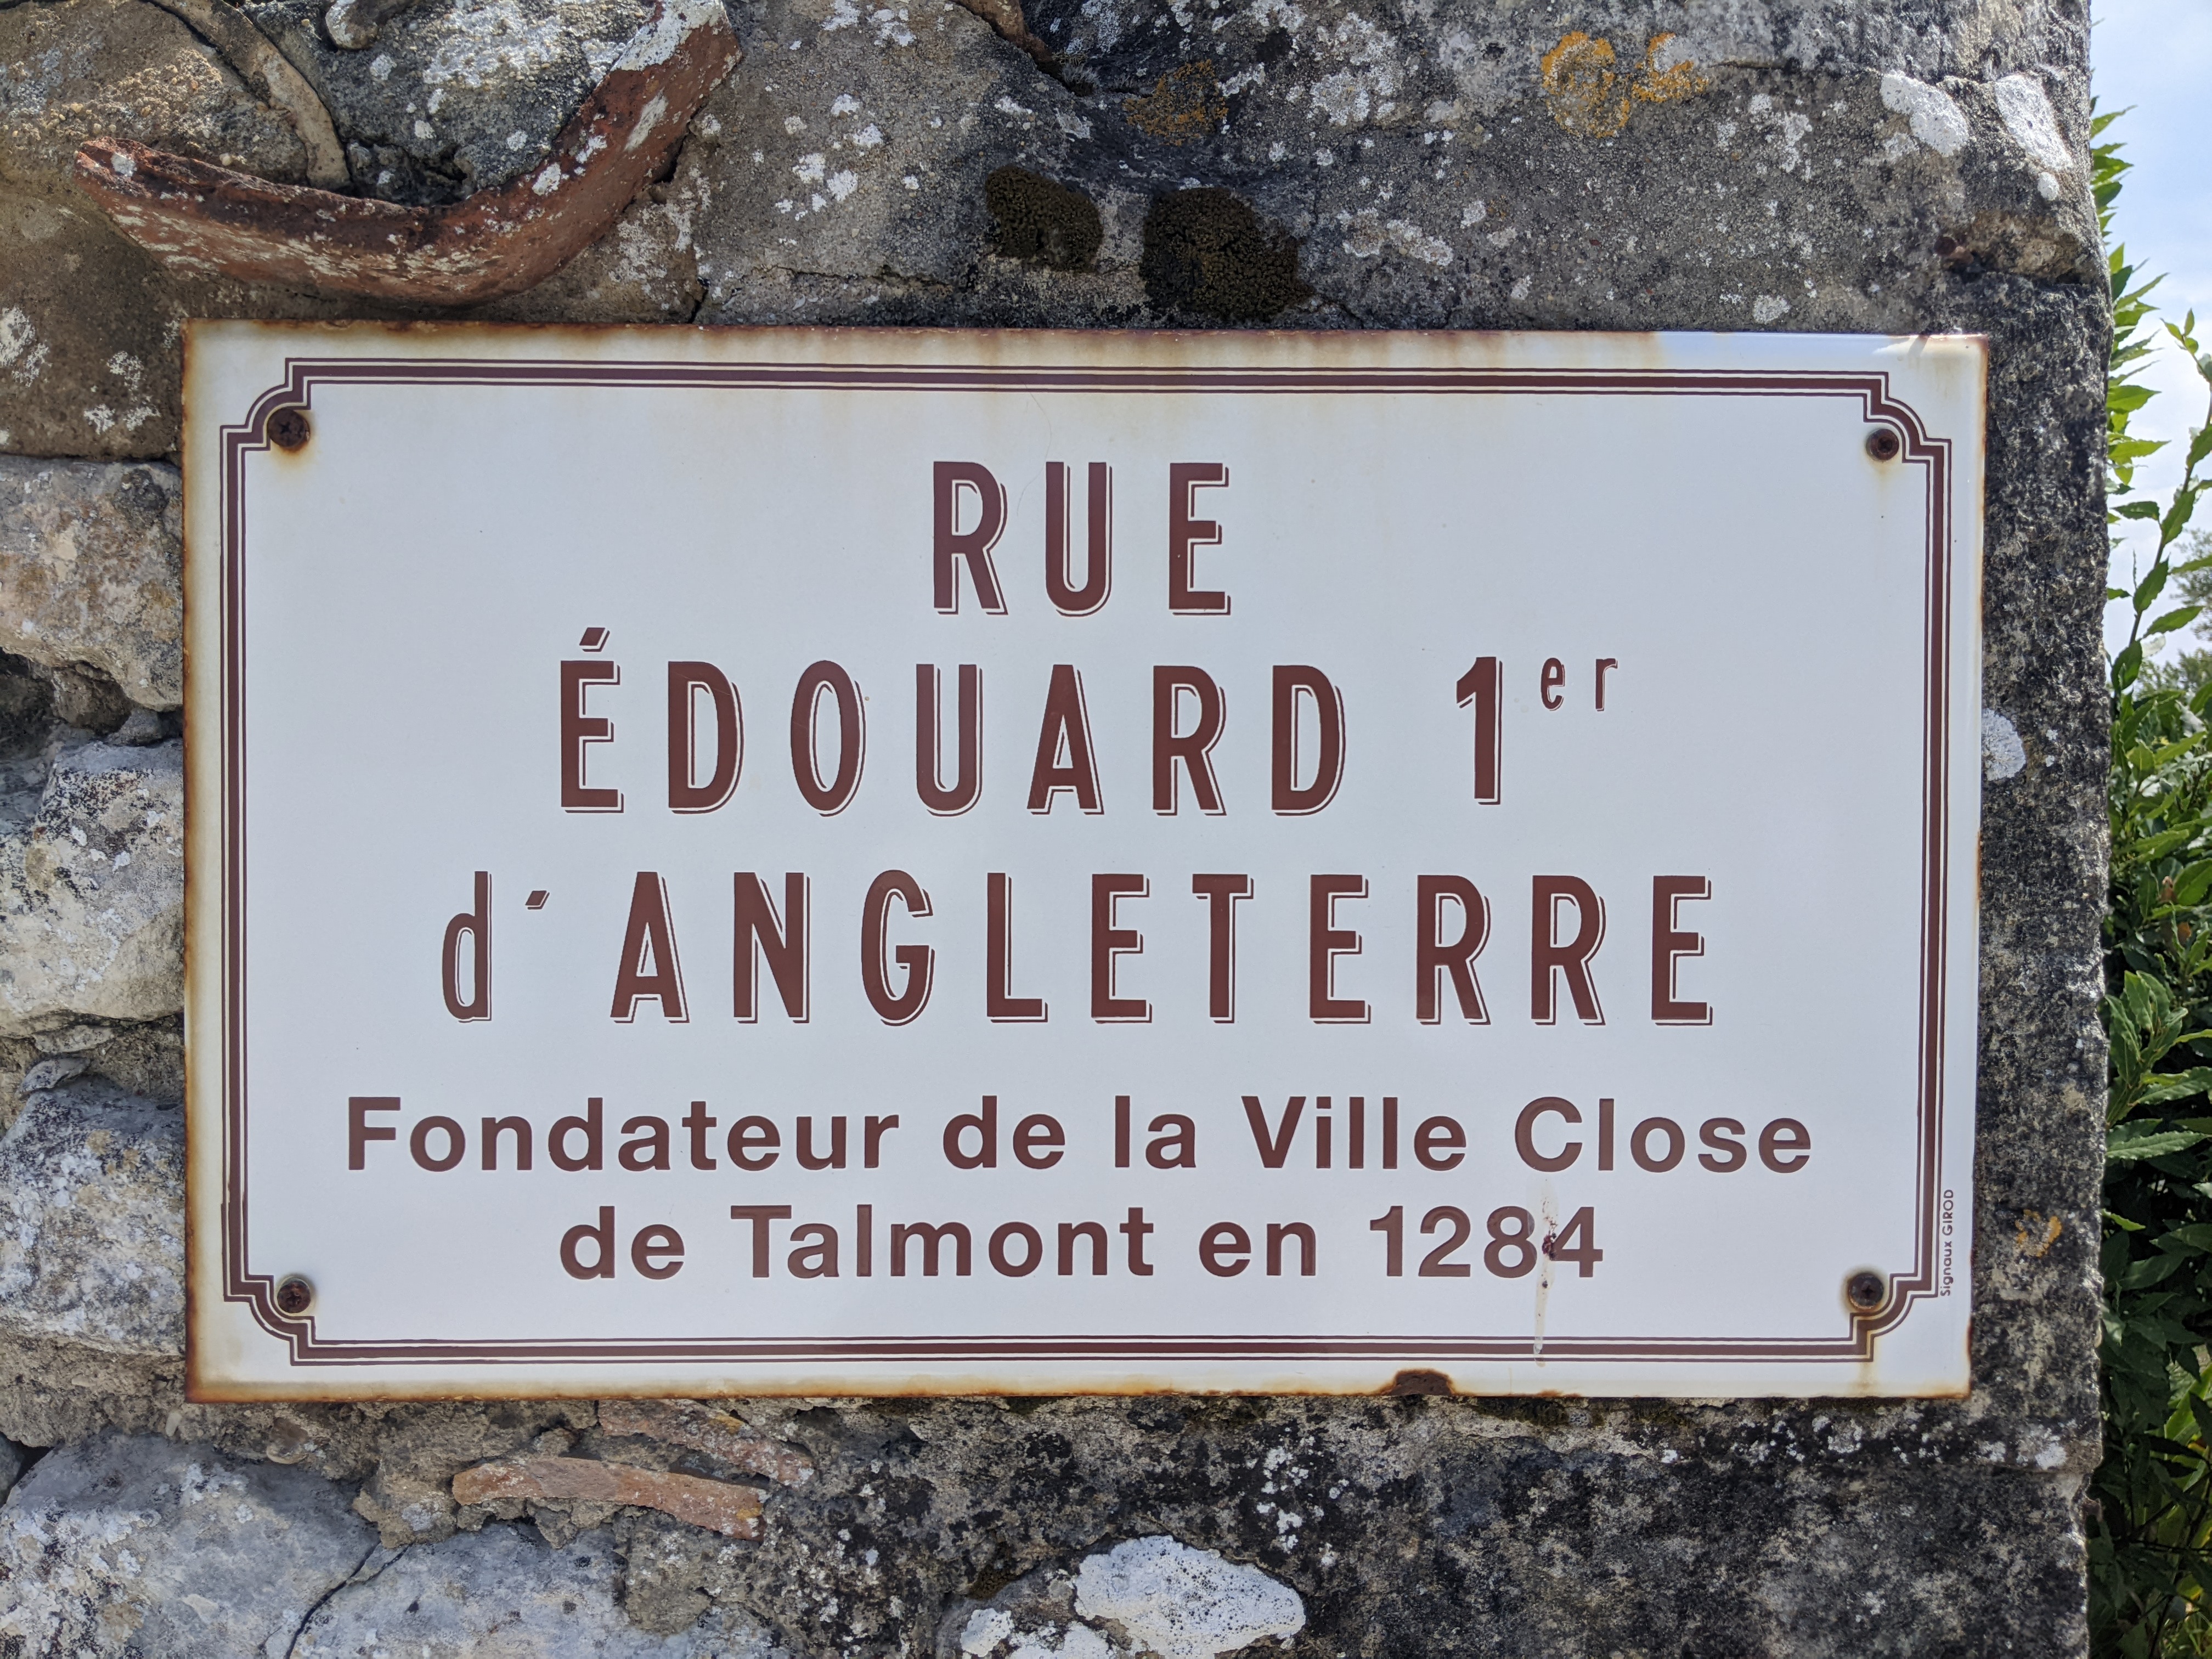 RUE
ÉDOUARD 1er
d'ANGLETERRE
Fondateur de la Ville Close
de Talmont en 1284
Signaux GIROD